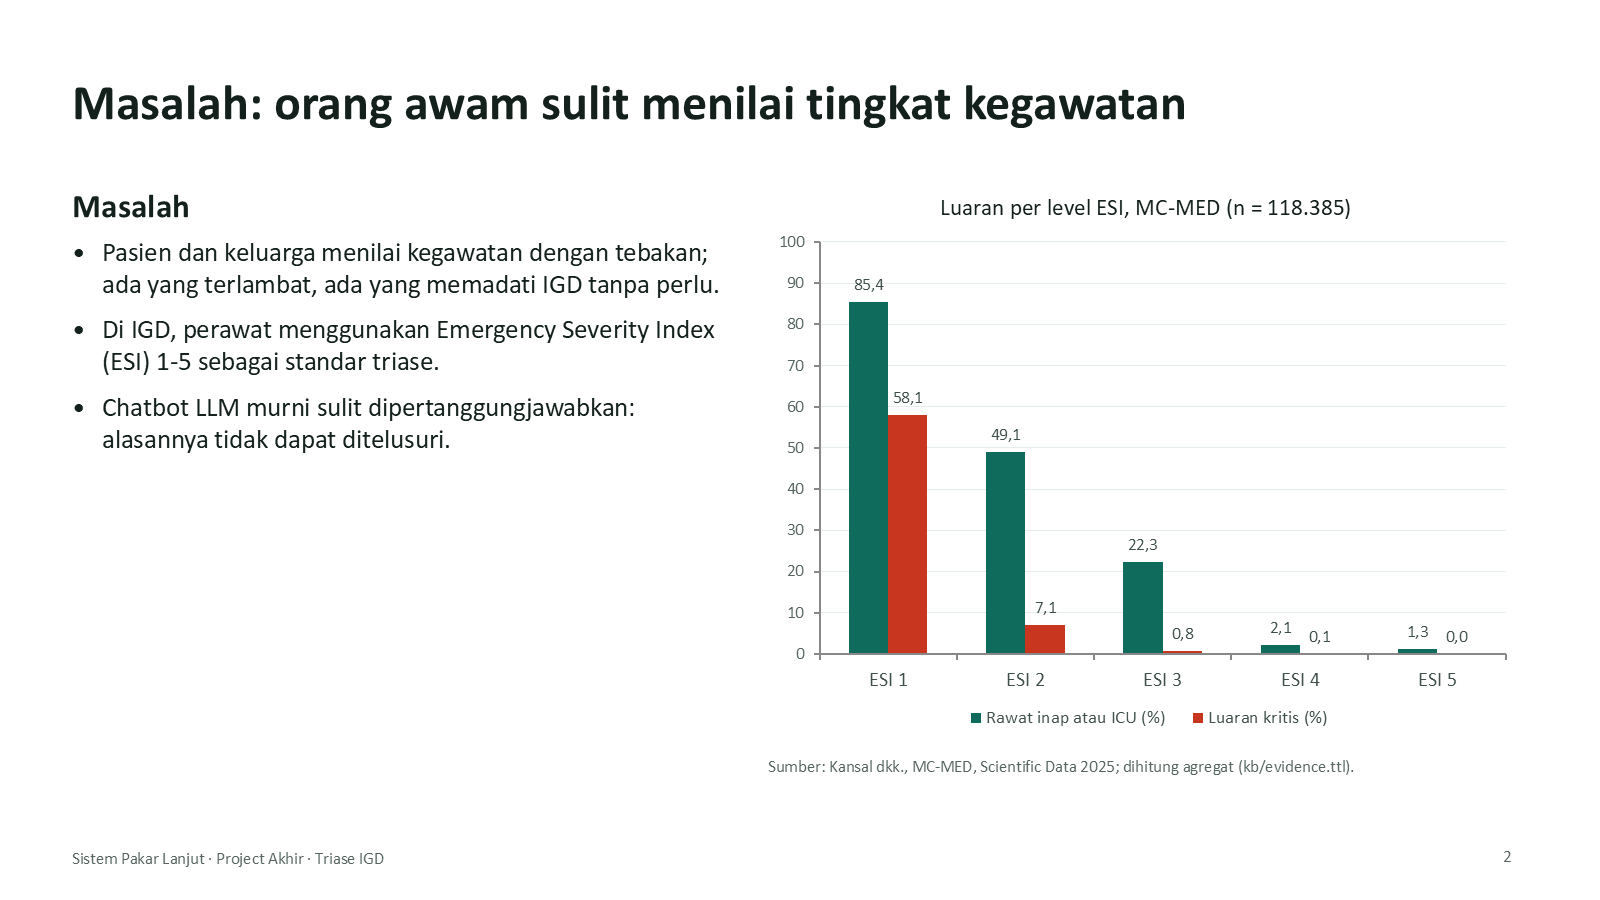 Masalah: orang awam sulit menilai tingkat kegawatan
Masalah
• Pasien dan keluarga menilai kegawatan dengan tebakan;
ada yang terlambat, ada yang memadati IGD tanpa perlu.
• Di IGD, perawat menggunakan Emergency Severity Index
(ESI) 1-5 sebagai standar triase.
• Chatbot LLM murni sulit dipertanggungjawabkan:
alasannya tidak dapat ditelusuri.
Luaran per level ESI, MC-MED (n = 118.385)
100
90
80
70
60
50
40
30
20
10
0
85,4
58,1
49,1
7,1
22,3
0,8
2,1
0,1
1,3
0,0
ESI 1
ESI 2
ESI 3
ESI 4
ESI 5
Rawat inap atau ICU (%)
Luaran kritis (%)
Sumber: Kansal dkk., MC-MED, Scientific Data 2025; dihitung agregat (kb/evidence.ttl).
Sistem Pakar Lanjut · Project Akhir · Triase IGD
2